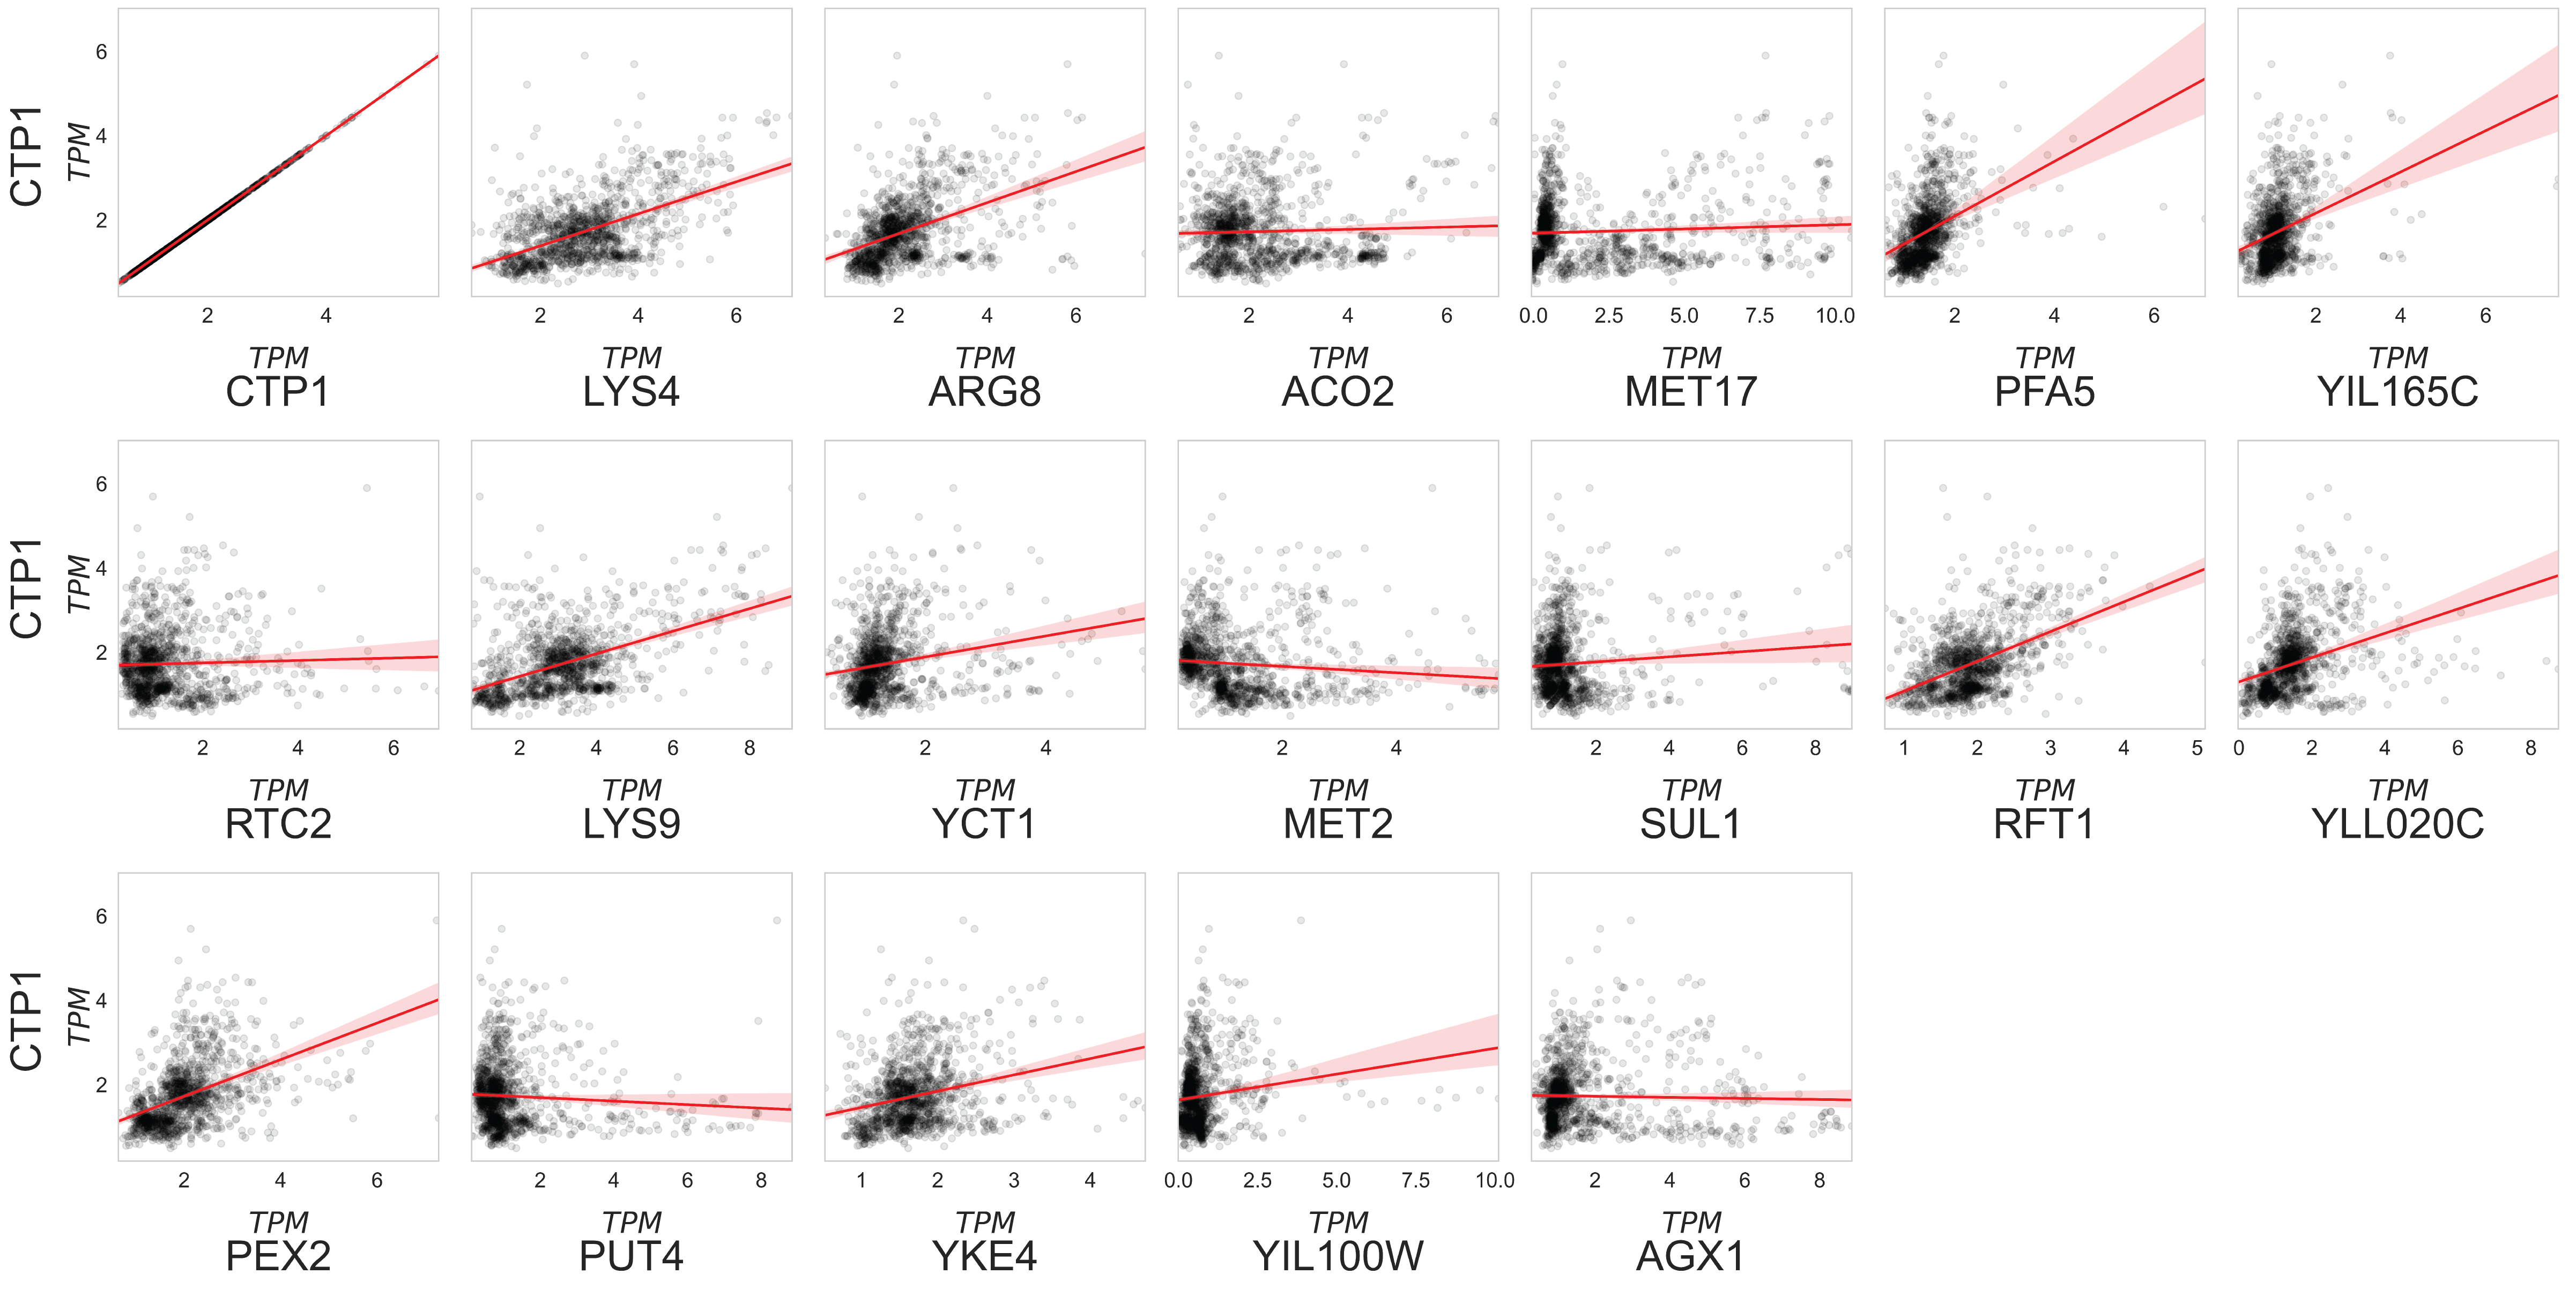 CTP1
TPM
6
4
2
2 4
2 4 6
2 4 6
2 4 6
0.0 2.5 5.0 7.5 10.0
2 4 6
2 4 6
TPM TPM TPM TPM TPM TPM TPM
CTP1 LYS4 ARG8 ACO2 MET17 PFA5 YIL165C
CTP1
TPM
6
4
2
2 4 6
2 4 6 8
2 4
2 4
2 4 6 8
1 2 3 4 5
0 2 4 6 8
TPM TPM TPM TPM TPM TPM TPM
RTC2 LYS9 YCT1 MET2 SUL1 RFT1 YLL020C
CTP1
TPM
6
4
2
2 4 6
2 4 6 8
1 2 3 4
0.0 2.5 5.0 7.5 10.0
2 4 6 8
TPM TPM TPM TPM TPM
PEX2 PUT4 YKE4 YIL100W AGX1